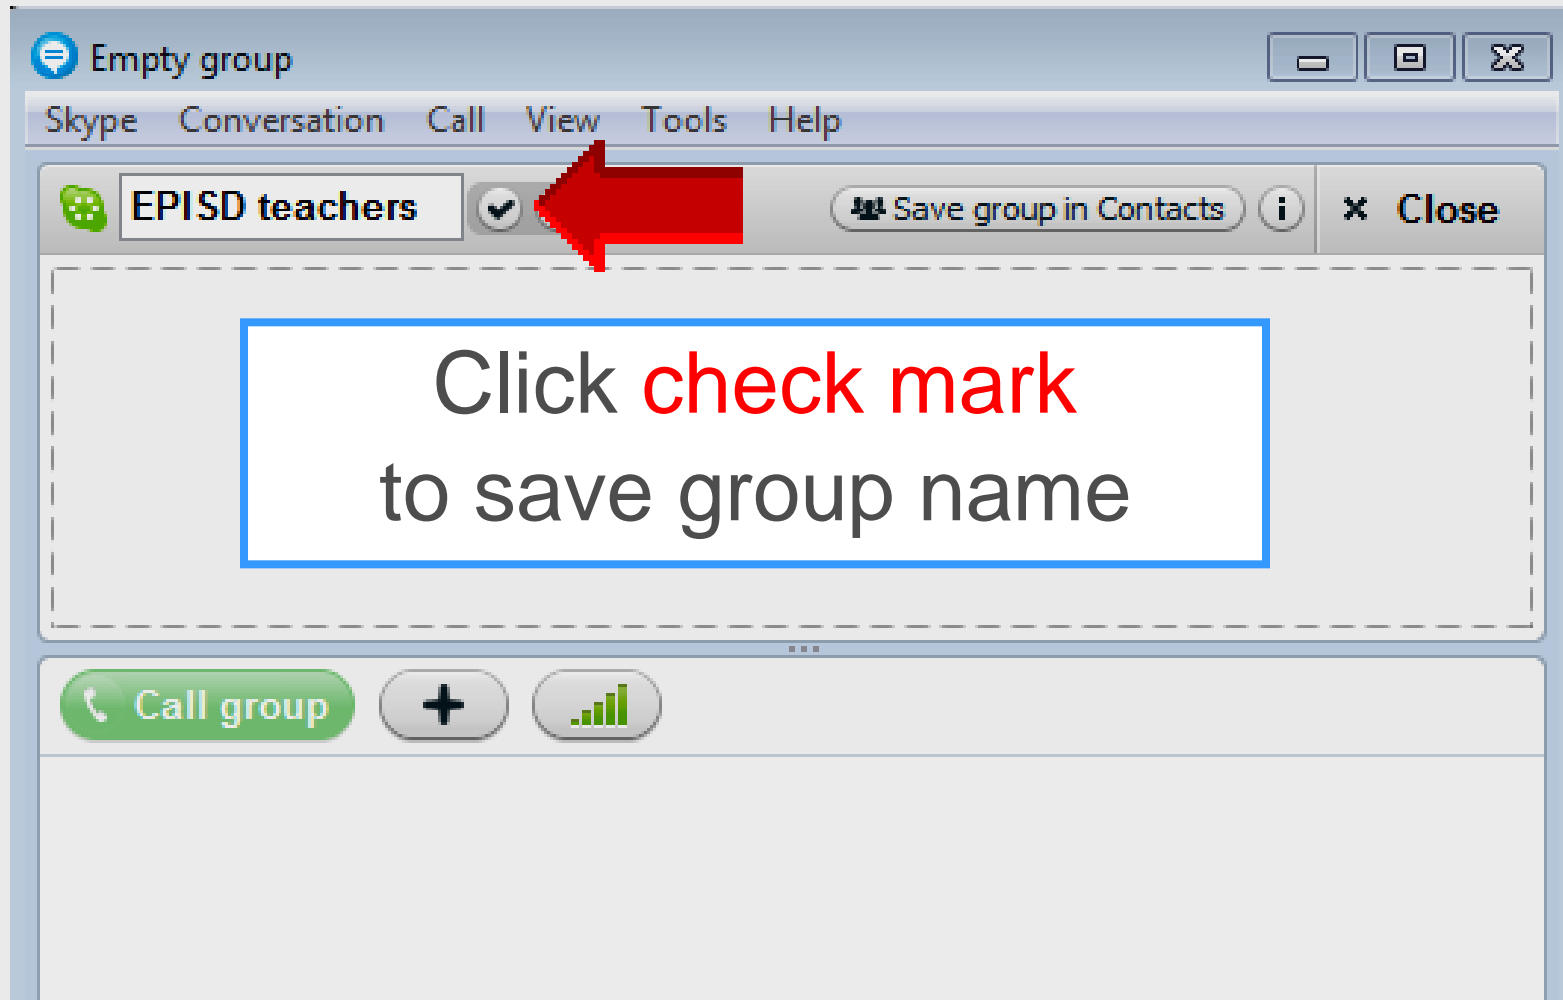 Empty group
Skype Conversation Call View Tools Help
EPISD teachers Save group in Contacts i × Close
Click check mark
to save group name
Call group